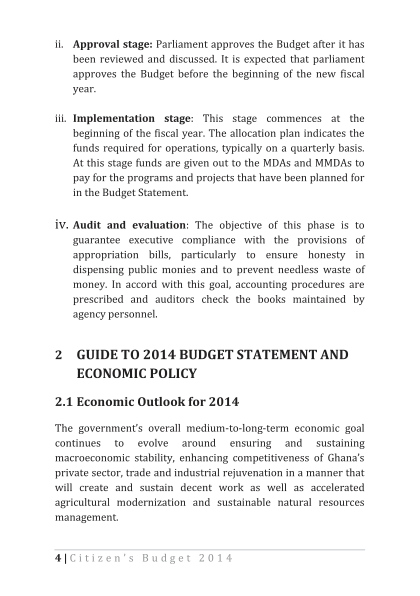 ii. Approval stage: Parliament approves the Budget after it has
been reviewed and discussed. It is expected that parliament
approves the Budget before the beginning of the new fiscal
year.
iii. Implementation stage: This stage commences at the
beginning of the fiscal year. The allocation plan indicates the
funds required for operations, typically on a quarterly basis.
At this stage funds are given out to the MDAs and MMDAs to
pay for the programs and projects that have been planned for
in the Budget Statement.
iv. Audit and evaluation: The objective of this phase is to
guarantee executive compliance with the provisions of
appropriation bills, particularly to ensure honesty in
dispensing public monies and to prevent needless waste of
money. In accord with this goal, accounting procedures are
prescribed and auditors check the books maintained by
agency personnel.
2 GUIDE TO 2014 BUDGET STATEMENT AND
ECONOMIC POLICY
2.1 Economic Outlook for 2014
The government's overall medium-to-long-term economic goal
continues to evolve around ensuring and sustaining
macroeconomic stability, enhancing competitiveness of Ghana's
private sector, trade and industrial rejuvenation in a manner that
will create and sustain decent work as well as accelerated
agricultural modernization and sustainable natural resources
management.
4 | Citizen's Budget 2014